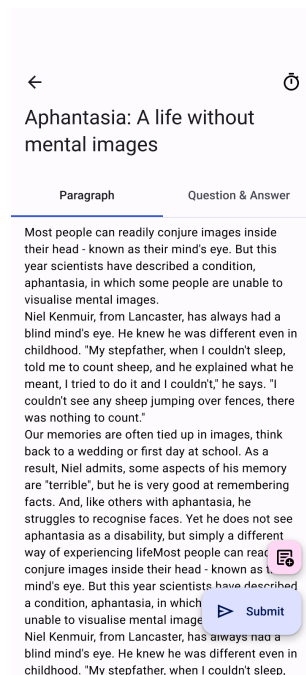 Aphantasia: A life without
mental images
Paragraph
Question & Answer
Most people can readily conjure images inside
their head - known as their mind's eye. But this
year scientists have described a condition,
aphantasia, in which some people are unable to
visualise mental images.
Niel Kenmuir, from Lancaster, has always had a
blind mind's eye. He knew he was different even in
childhood. "My stepfather, when I couldn't sleep,
told me to count sheep, and he explained what he
meant, I tried to do it and I couldn't," he says. "I
couldn't see any sheep jumping over fences, there
was nothing to count."
Our memories are often tied up in images, think
back to a wedding or first day at school. As a
result, Niel admits, some aspects of his memory
are "terrible", but he is very good at remembering
facts. And, like others with aphantasia, he
struggles to recognise faces. Yet he does not see
aphantasia as a disability, but simply a different
way of experiencing lifeMost people can
conjure images inside their head - known as
mind's eye. But this year scientists have described
a condition, aphantasia, in which
unable to visualise mental
Submit
Niel Kenmuir, from Lancaster, has always had a
blind mind's eye. He knew he was different even in
childhood. "My stepfather, when I couldn't sleep,